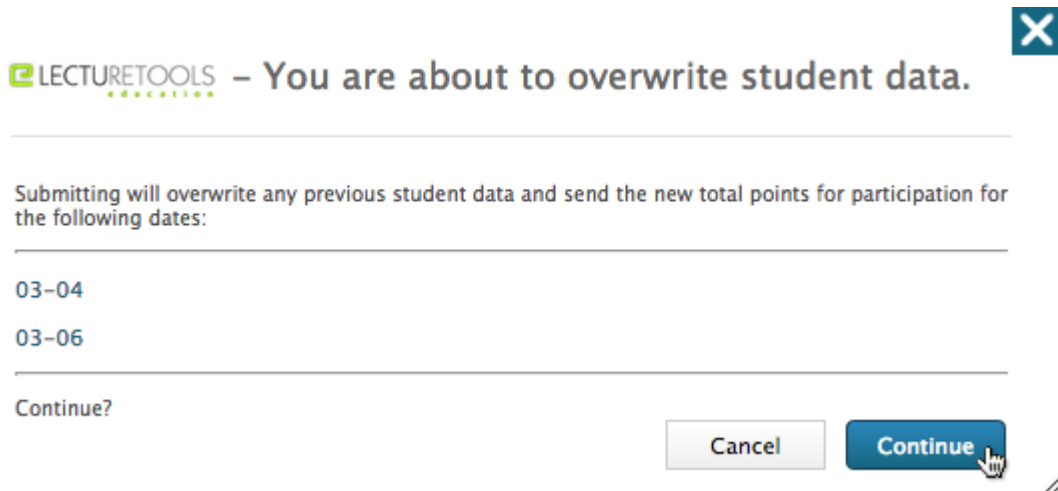 LECTURETOOLS – You are about to overwrite student data.
education
Submitting will overwrite any previous student data and send the new total points for participation for
the following dates:
03-04
03-06
Continue?
Cancel
Continue